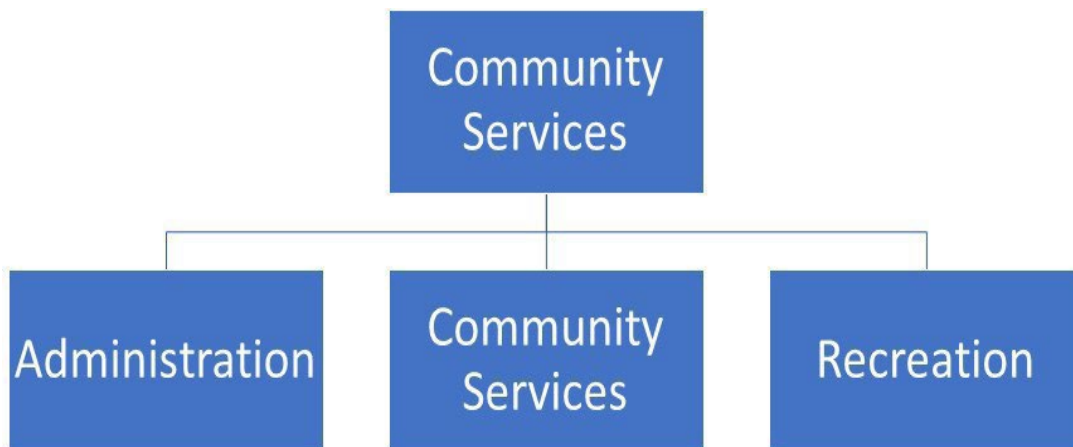 Community
Services
Administration
Community
Services
Recreation